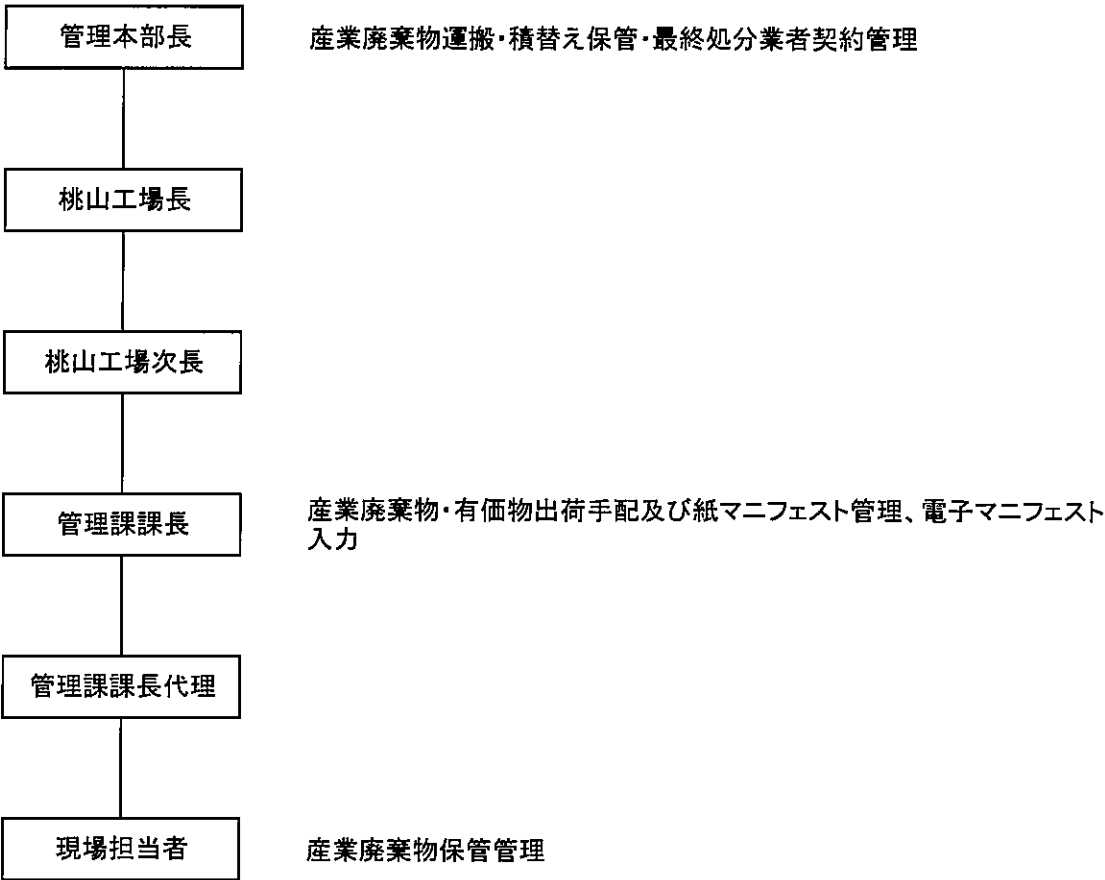 管理本部長
産業廃棄物運搬・積替え保管・最終処分業者契約管理
桃山工場長
桃山工場次長
管理課課長
産業廃棄物・有価物出荷手配及び紙マニフェスト管理、電子マニフェスト
入力
管理課課長代理
現場担当者
産業廃棄物保管管理